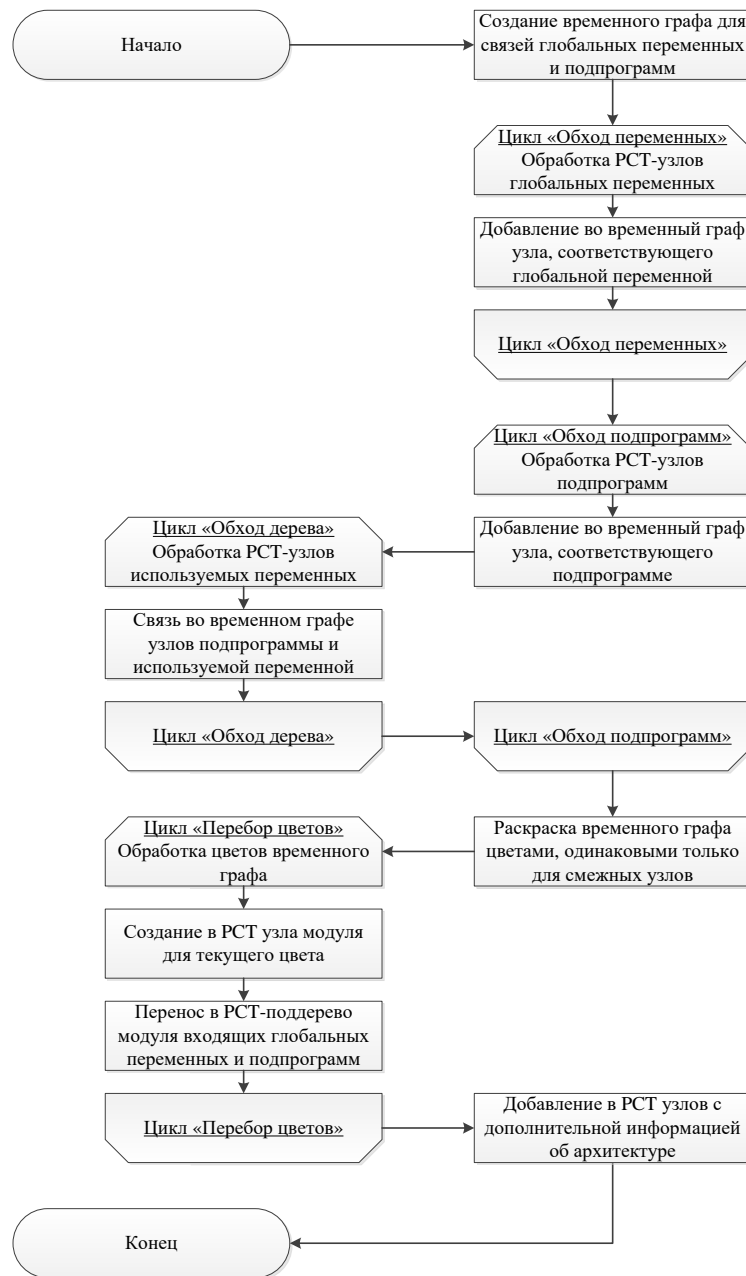 Начало
Создание временного графа для
связей глобальных переменных
и подпрограмм
Цикл «Обход переменных»
Обработка РСТ-узлов
глобальных переменных
Добавление во временный граф
узла, соответствующего
глобальной переменной
Цикл «Обход переменных»
Цикл «Обход подпрограмм»
Обработка РСТ-узлов
подпрограмм
Добавление во временный граф
узла, соответствующего
подпрограмме
Цикл «Обход дерева»
Обработка РСТ-узлов
используемых переменных
Связь во временном графе
узлов подпрограммы и
используемой переменной
Цикл «Обход дерева»
Цикл «Обход подпрограмм»
Раскраска временного графа
цветами, одинаковыми только
для смежных узлов
Цикл «Перебор цветов»
Обработка цветов временного
графа
Создание в РСТ узла модуля
для текущего цвета
Перенос в РСТ-поддерево
модуля входящих глобальных
переменных и подпрограмм
Цикл «Перебор цветов»
Добавление в РСТ узлов с
дополнительной информацией
об архитектуре
Конец